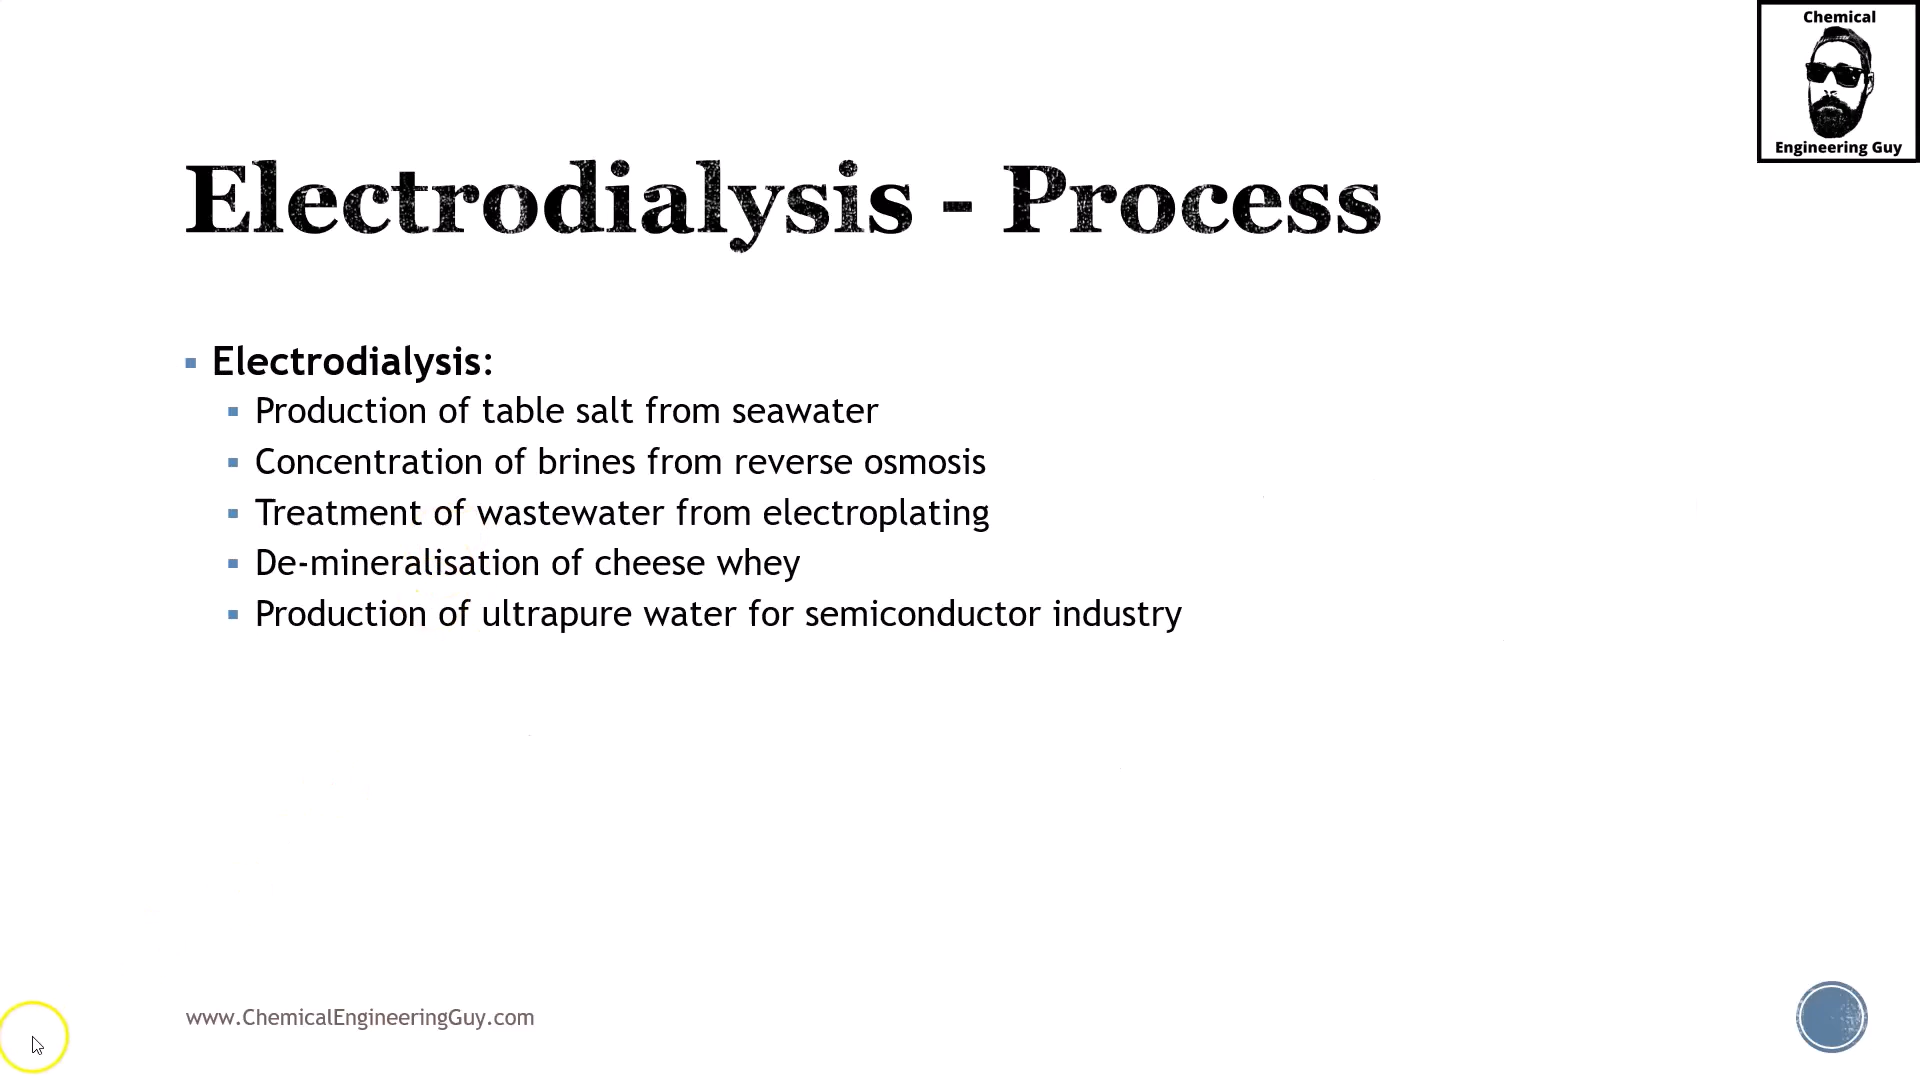 Chemical
Engineering Guy
Electrodialysis - Process
Electrodialysis:
Production of table salt from seawater
Concentration of brines from reverse osmosis
Treatment of wastewater from electroplating
De-mineralisation of cheese whey
Production of ultrapure water for semiconductor industry
www.ChemicalEngineeringGuy.com